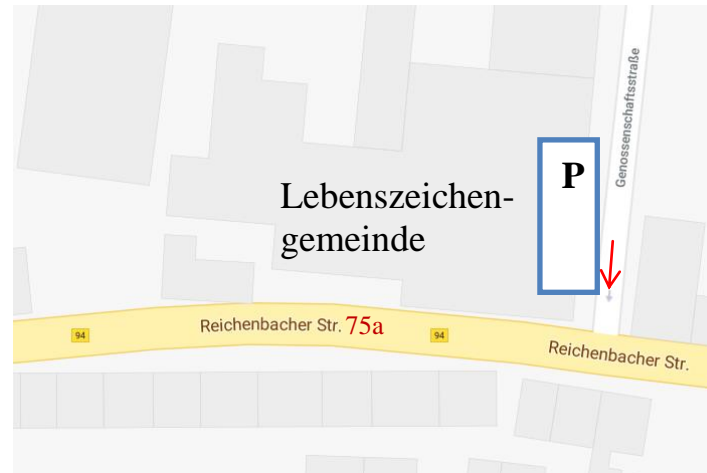 Genossenschaftsstraße
P
Lebenszeichen-
gemeinde
94
Reichenbacher Str. 75a
94
Reichenbacher Str.